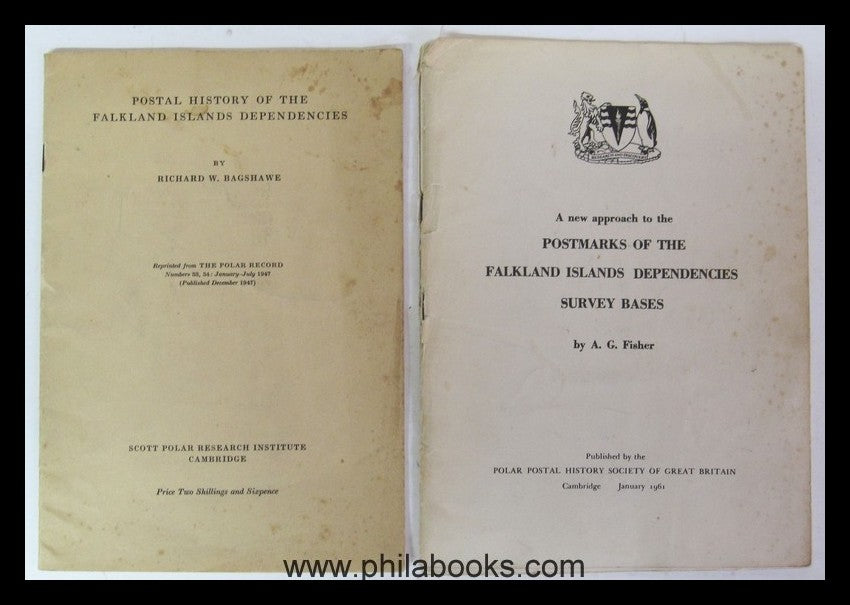 POSTAL HISTORY OF THE
FALKLAND ISLANDS DEPENDENCIES
BY
RICHARD W. BAGSHAWE
Reprinted from THE POLAR RECORD
Numbers 33, 34: January–July 1947
(Published December 1947)
SCOTT POLAR RESEARCH INSTITUTE
CAMBRIDGE
Price Two Shillings and Sixpence
RESEARCH AND DISCOVERY
A new approach to the
POSTMARKS OF THE
FALKLAND ISLANDS DEPENDENCIES
SURVEY BASES
by A. G. Fisher
Published by the
POLAR POSTAL HISTORY SOCIETY OF GREAT BRITAIN
Cambridge January 1961
www.philabooks.com